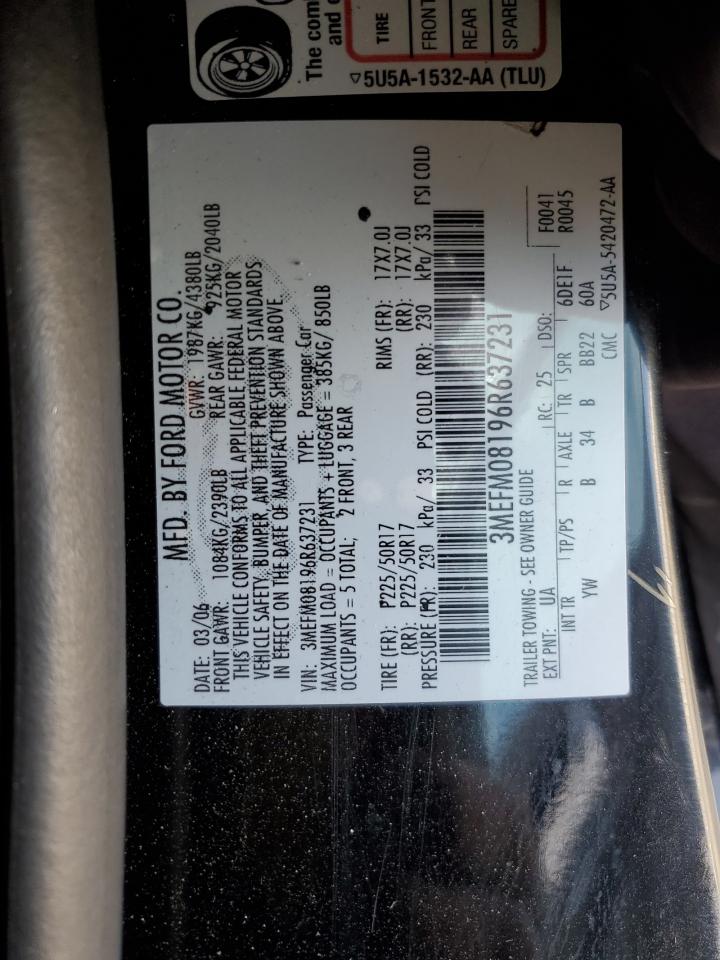 The com
and c
TIRE
FRONT
REAR
SPARE
▽5U5A-1532-AA (TLU)
MFD. BY FORD MOTOR CO.
DATE: 03/06 GVWR: 1987KG/4380LB
FRONT GAWR: 1084KG/2390LB REAR GAWR: 925KG/2040LB
THIS VEHICLE CONFORMS TO ALL APPLICABLE FEDERAL MOTOR
VEHICLE SAFETY, BUMPER, AND THEFT PREVENTION STANDARDS
IN EFFECT ON THE DATE OF MANUFACTURE SHOWN ABOVE.
VIN: 3MEFM08196R637231 TYPE: Passenger Car
MAXIMUM LOAD = OCCUPANTS + LUGGAGE = 385KG/ 850LB
OCCUPANTS = 5 TOTAL; 2 FRONT, 3 REAR
TIRE (FR): P225/50R17 RIMS (FR): 17X7.0J
(RR): P225/50R17 (RR): 17X7.0J
PRESSURE (FR): 230 kPa/ 33 PSI COLD (RR): 230 kPa/ 33 PSI COLD
3MEFM08196R637231
TRAILER TOWING - SEE OWNER GUIDE F0041
EXT PNT: UA RC: 25 DSO: R0045
INT TR TP/PS R AXLE TR SPR 6DE1F
YW B 34 B BB22 60A
CMC ▽5U5A-5420472-AA